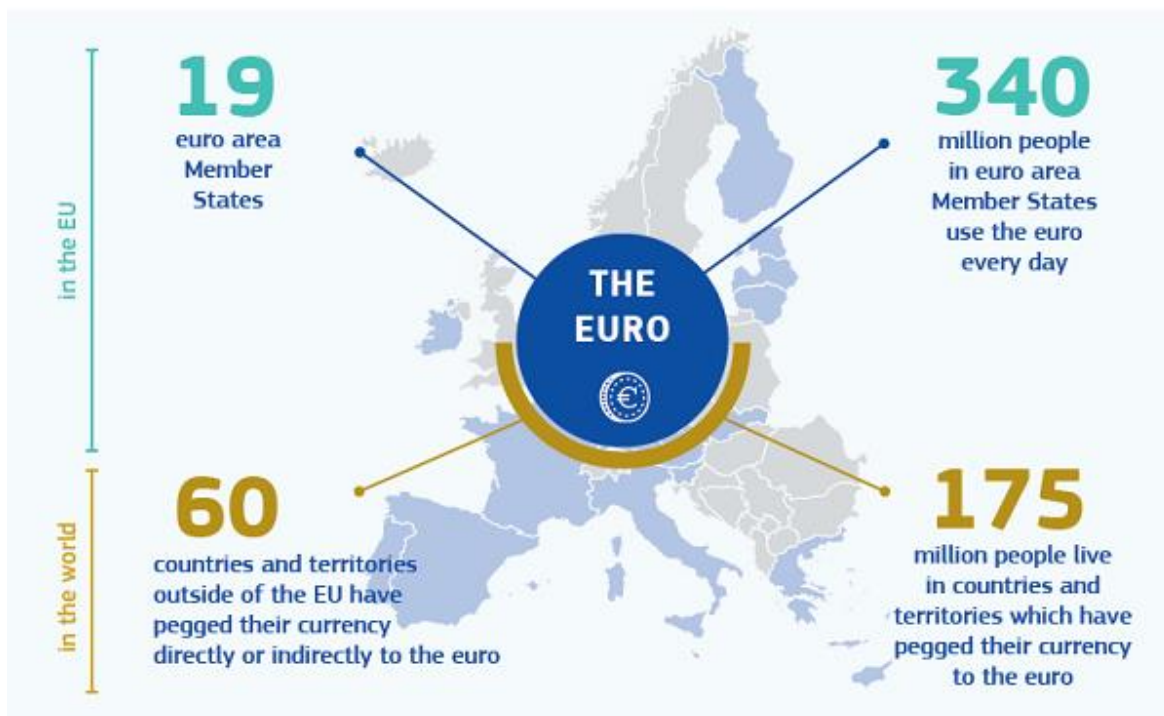 in the EU
19
euro area
Member
States
340
million people
in euro area
Member States
use the euro
every day
THE
EURO
€
in the world
60
countries and territories
outside of the EU have
pegged their currency
directly or indirectly to the euro
175
million people live
in countries and
territories which have
pegged their currency
to the euro